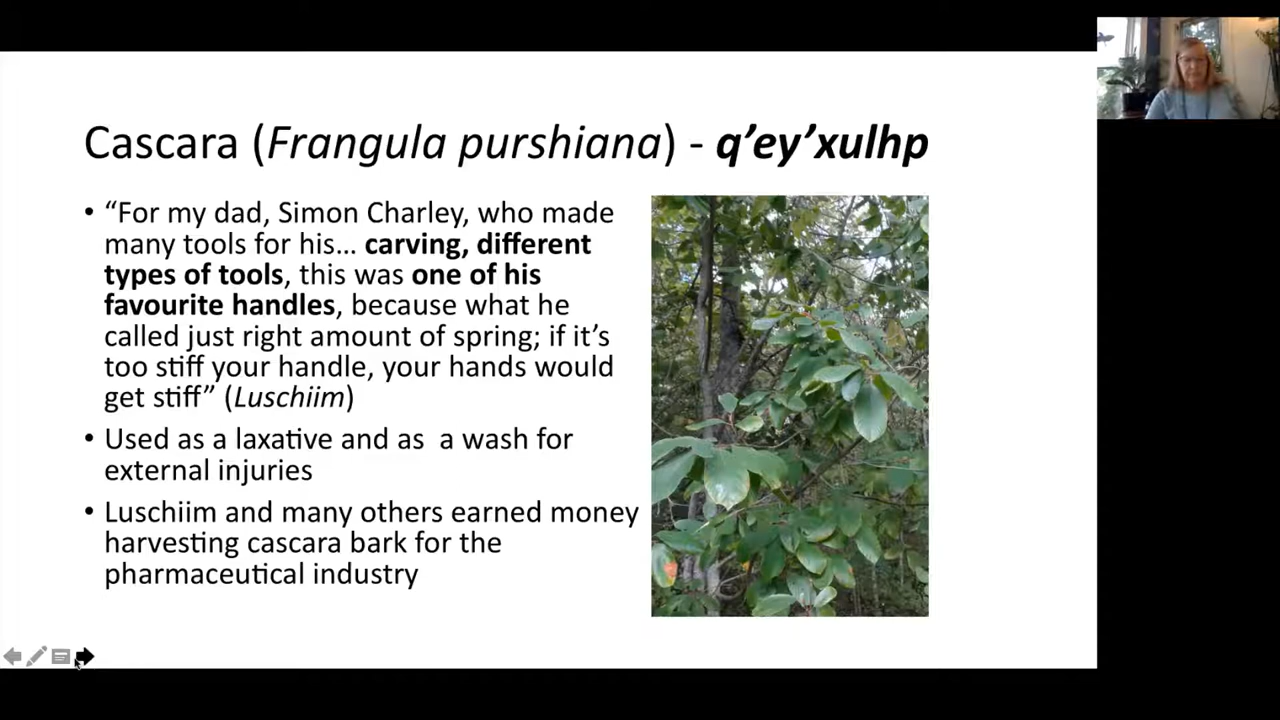 Cascara (Frangula purshiana) - q’ey’xulhp
• “For my dad, Simon Charley, who made
many tools for his… carving, different
types of tools, this was one of his
favourite handles, because what he
called just right amount of spring; if it’s
too stiff your handle, your hands would
get stiff” (Luschiim)
• Used as a laxative and as  a wash for
external injuries
• Luschiim and many others earned money
harvesting cascara bark for the
pharmaceutical industry